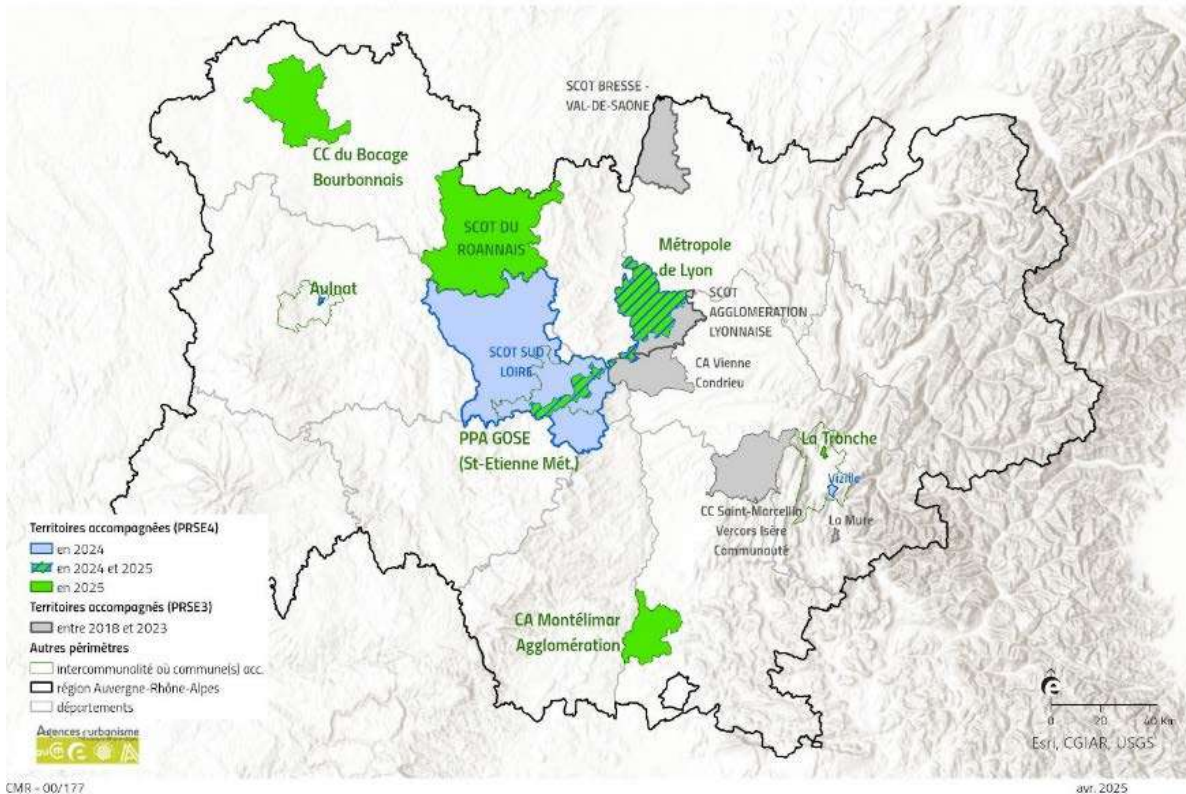 SCOT BRESSE -
VAL-DE-SAÔNE
CC du Bocage
Bourbonnais
SCOT DU
ROANNAIS
Métropole
de Lyon
Aulnat
SCOT
AGGLOMERATION
LYONNAISE
SCOT SUD
LOIRE
CA Vienne
Condrieu
PPA GOSE
(St-Etienne Mét.)
La Tronche
Vizille
La Mure
CC Saint-Marcellin
Vercors Isère
Communauté
CA Montélimar
Agglomération
Territoires accompagnées (PRSE4)
en 2024
en 2024 et 2025
en 2025
Territoires accompagnés (PRSE3)
entre 2018 et 2023
Autres périmètres
intercommunalité où commune(s) acc.
région Auvergne-Rhône-Alpes
départements
Agences d'urbanisme
0 20 40 Km
Esri, CGIAR, USGS
CMR - 00/177
avr. 2025